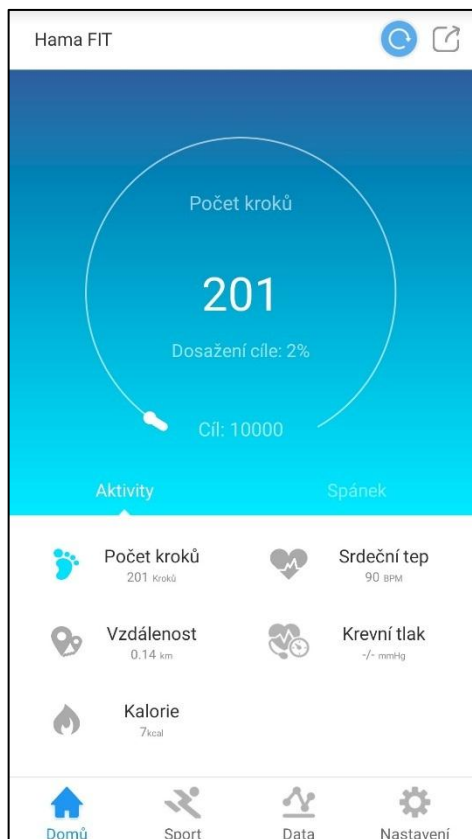 Hama FIT
Počet kroků
201
Dosažení cíle: 2%
Cíl: 10000
Aktivity
Spánek
Počet kroků
201 Kroků
Srdeční tep
90 BPM
Vzdálenost
0.14 km
Krevní tlak
-/- mmHg
Kalorie
7kcal
Domů
Sport
Data
Nastavení